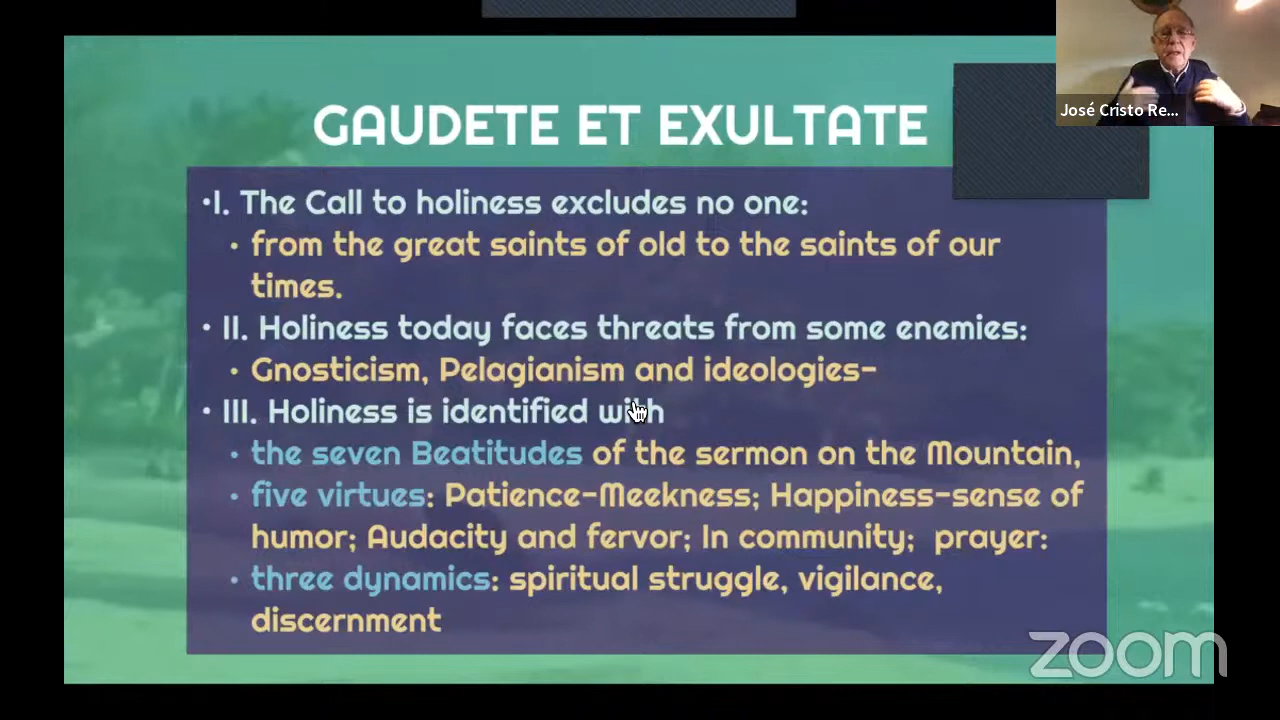 José Cristo Re...
GAUDETE ET EXULTATE
•I. The Call to holiness excludes no one:
• from the great saints of old to the saints of our
times.
• II. Holiness today faces threats from some enemies:
• Gnosticism, Pelagianism and ideologies-
• III. Holiness is identified with
• the seven Beatitudes of the sermon on the Mountain,
• five virtues: Patience-Meekness; Happiness-sense of
humor; Audacity and fervor; In community;  prayer:
• three dynamics: spiritual struggle, vigilance,
discernment
zoom